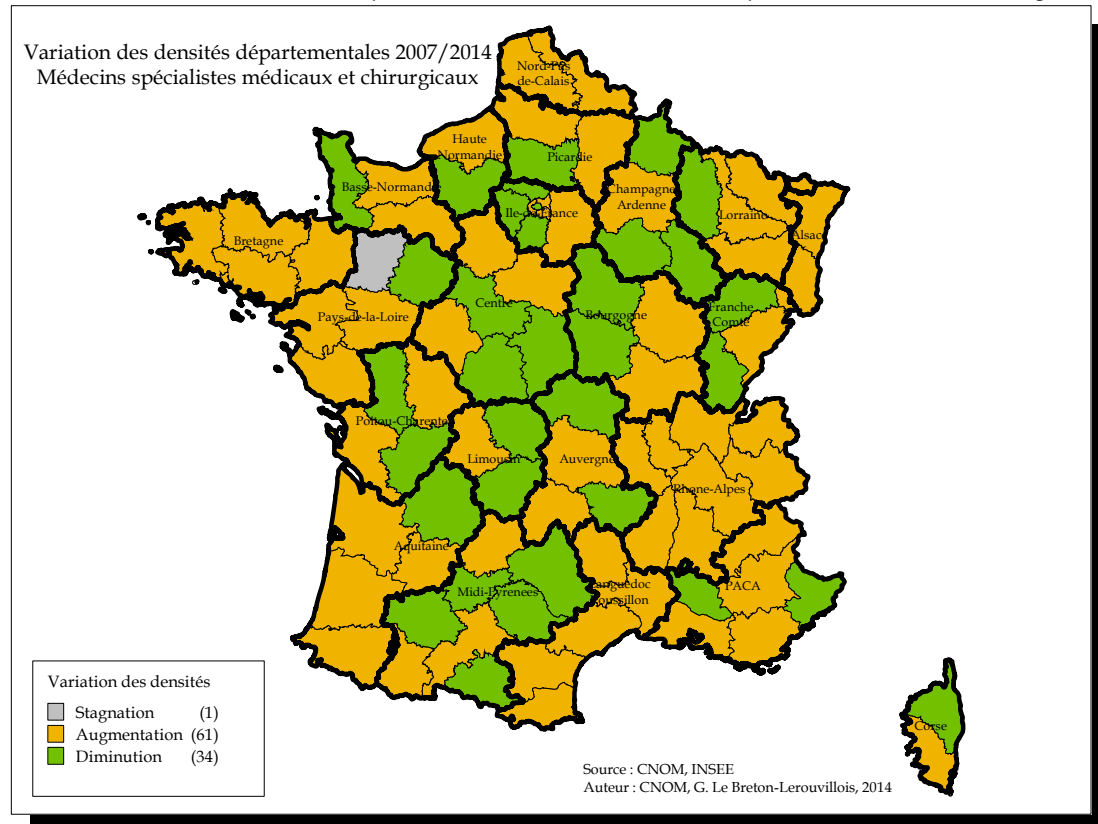 Variation des densités départementales 2007/2014
Médecins spécialistes médicaux et chirurgicaux
Nord-Pas
de-Calais
Haute
Normandie
Picardie
Basse-Normandie
Ile-de-France
Champagne
Ardenne
Lorraine
Alsace
Bretagne
Centre
Pays-de-la-Loire
Bourgogne
Franche
Comté
Poitou-Charente
Limousin
Auvergne
Rhone-Alpes
Aquitaine
Midi-Pyrenees
Languedoc
Roussillon
PACA
Corse
Variation des densités
Stagnation (1)
Augmentation (61)
Diminution (34)
Source : CNOM, INSEE
Auteur : CNOM, G. Le Breton-Lerouvillois, 2014